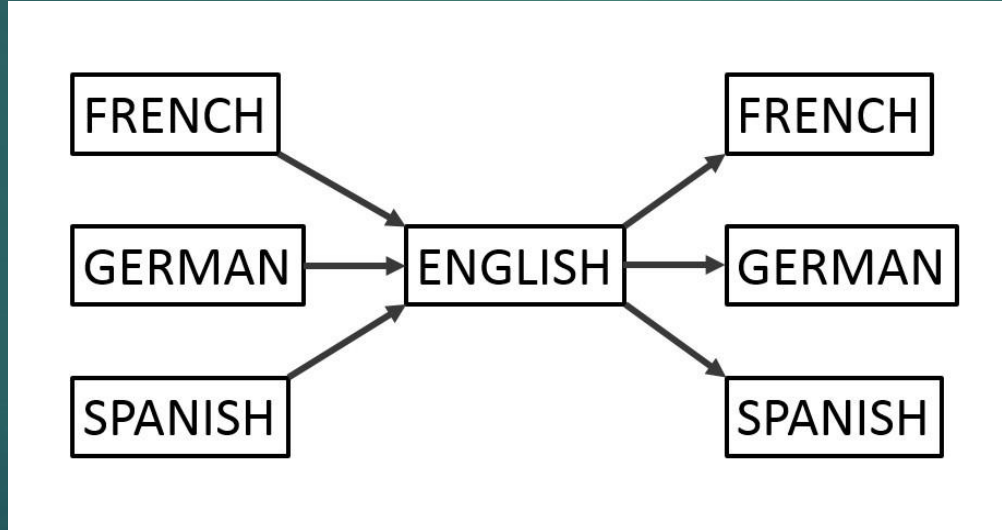 FRENCH
GERMAN
SPANISH
ENGLISH
FRENCH
GERMAN
SPANISH